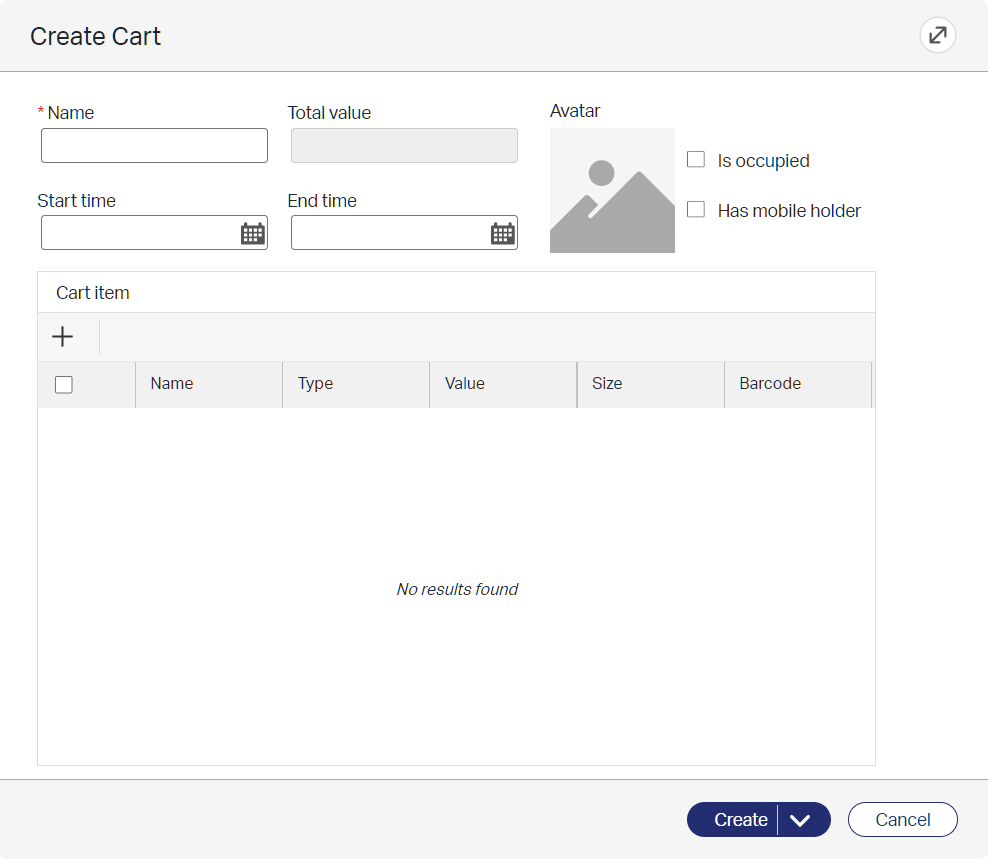 Create Cart
* Name
Total value
Avatar
Is occupied
Start time
End time
Has mobile holder
Cart item
Name
Type
Value
Size
Barcode
No results found
Create
Cancel